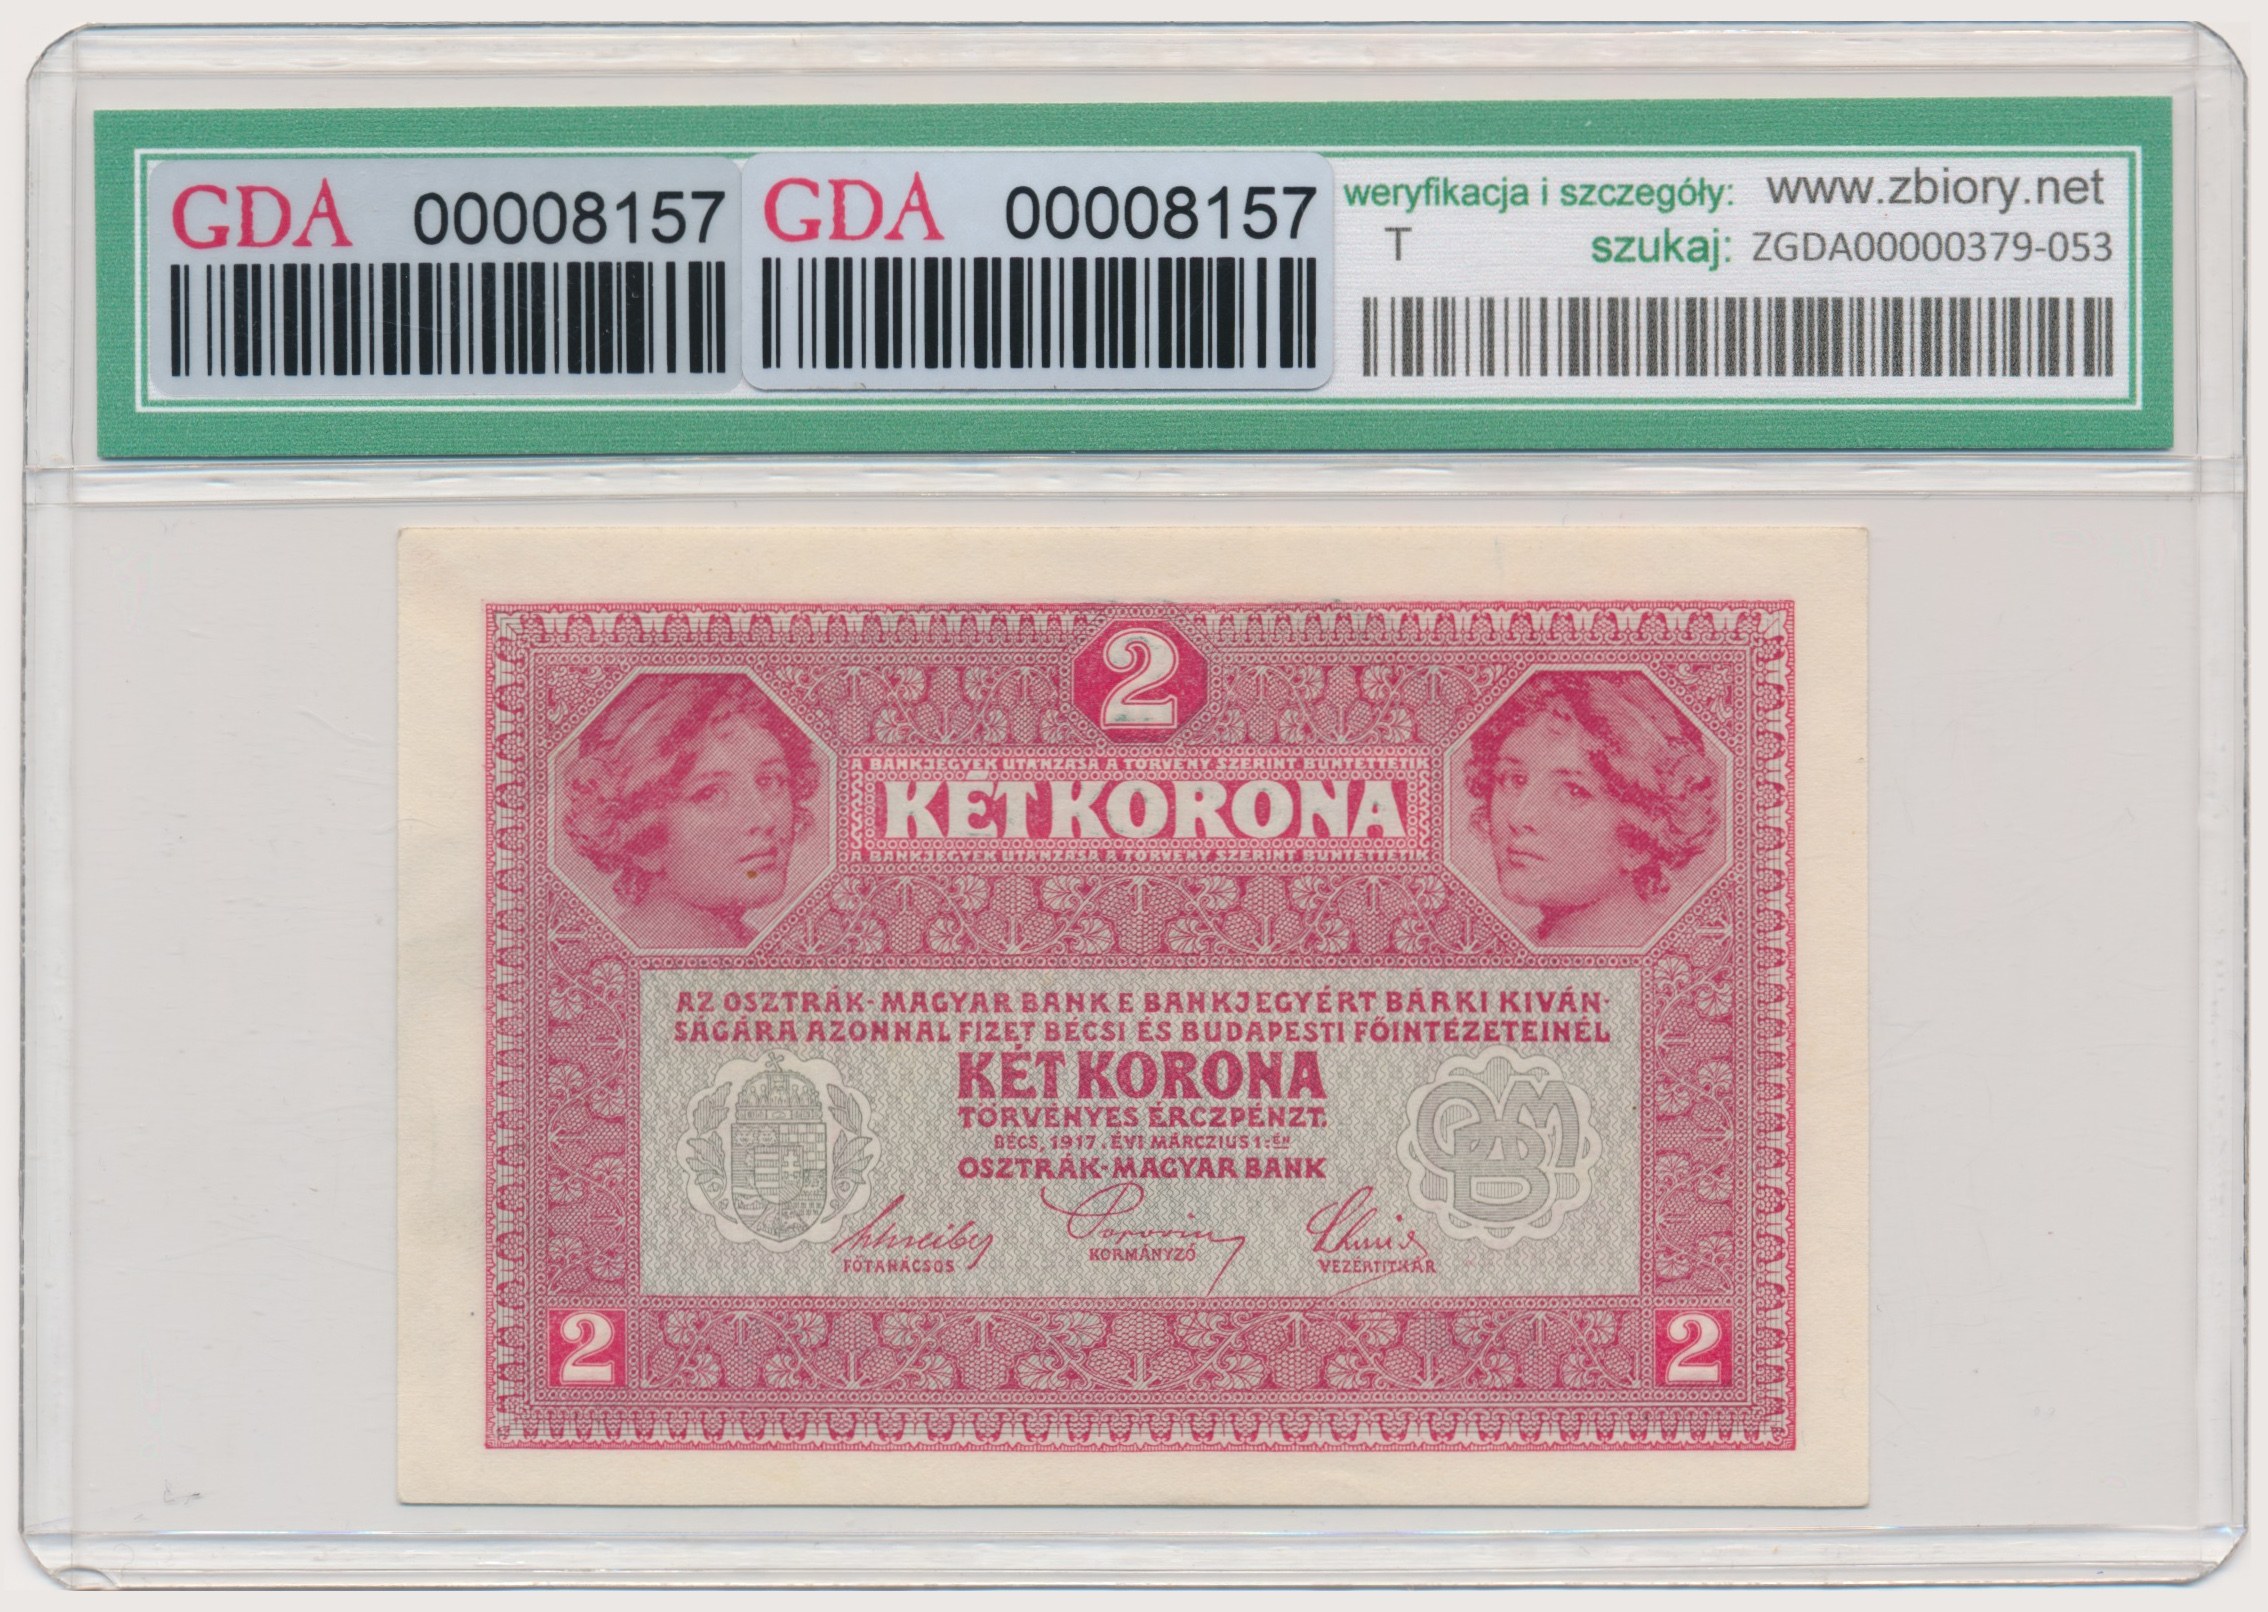 GDA 00008157
GDA 00008157
weryfikacja i szczegóły: www.zbiory.net
T szukaj: ZGDA00000379-053
2
A BANKJEGYEK UTÁNZÁSA A TÖRVÉNY SZERINT BÜNTETTETIK
KÉT KORONA
A BANKJEGYEK UTÁNZÁSA A TÖRVÉNY SZERINT BÜNTETTETIK
AZ OSZTRÁK-MAGYAR BANK E BANKJEGYÉRT BÁRKI KIVÁN-
SÁGÁRA AZONNAL FIZET BÉCSI ÉS BUDAPESTI FŐINTÉZETEINÉL
KÉT KORONA
TÖRVÉNYES ÉRCZPÉNZT.
BÉCS, 1917. ÉVI MÁRCZIUS 1-ÉN
OSZTRÁK-MAGYAR BANK
FŐTANÁCSOS
KORMÁNYZÓ
VEZÉRTITKÁR
2
2